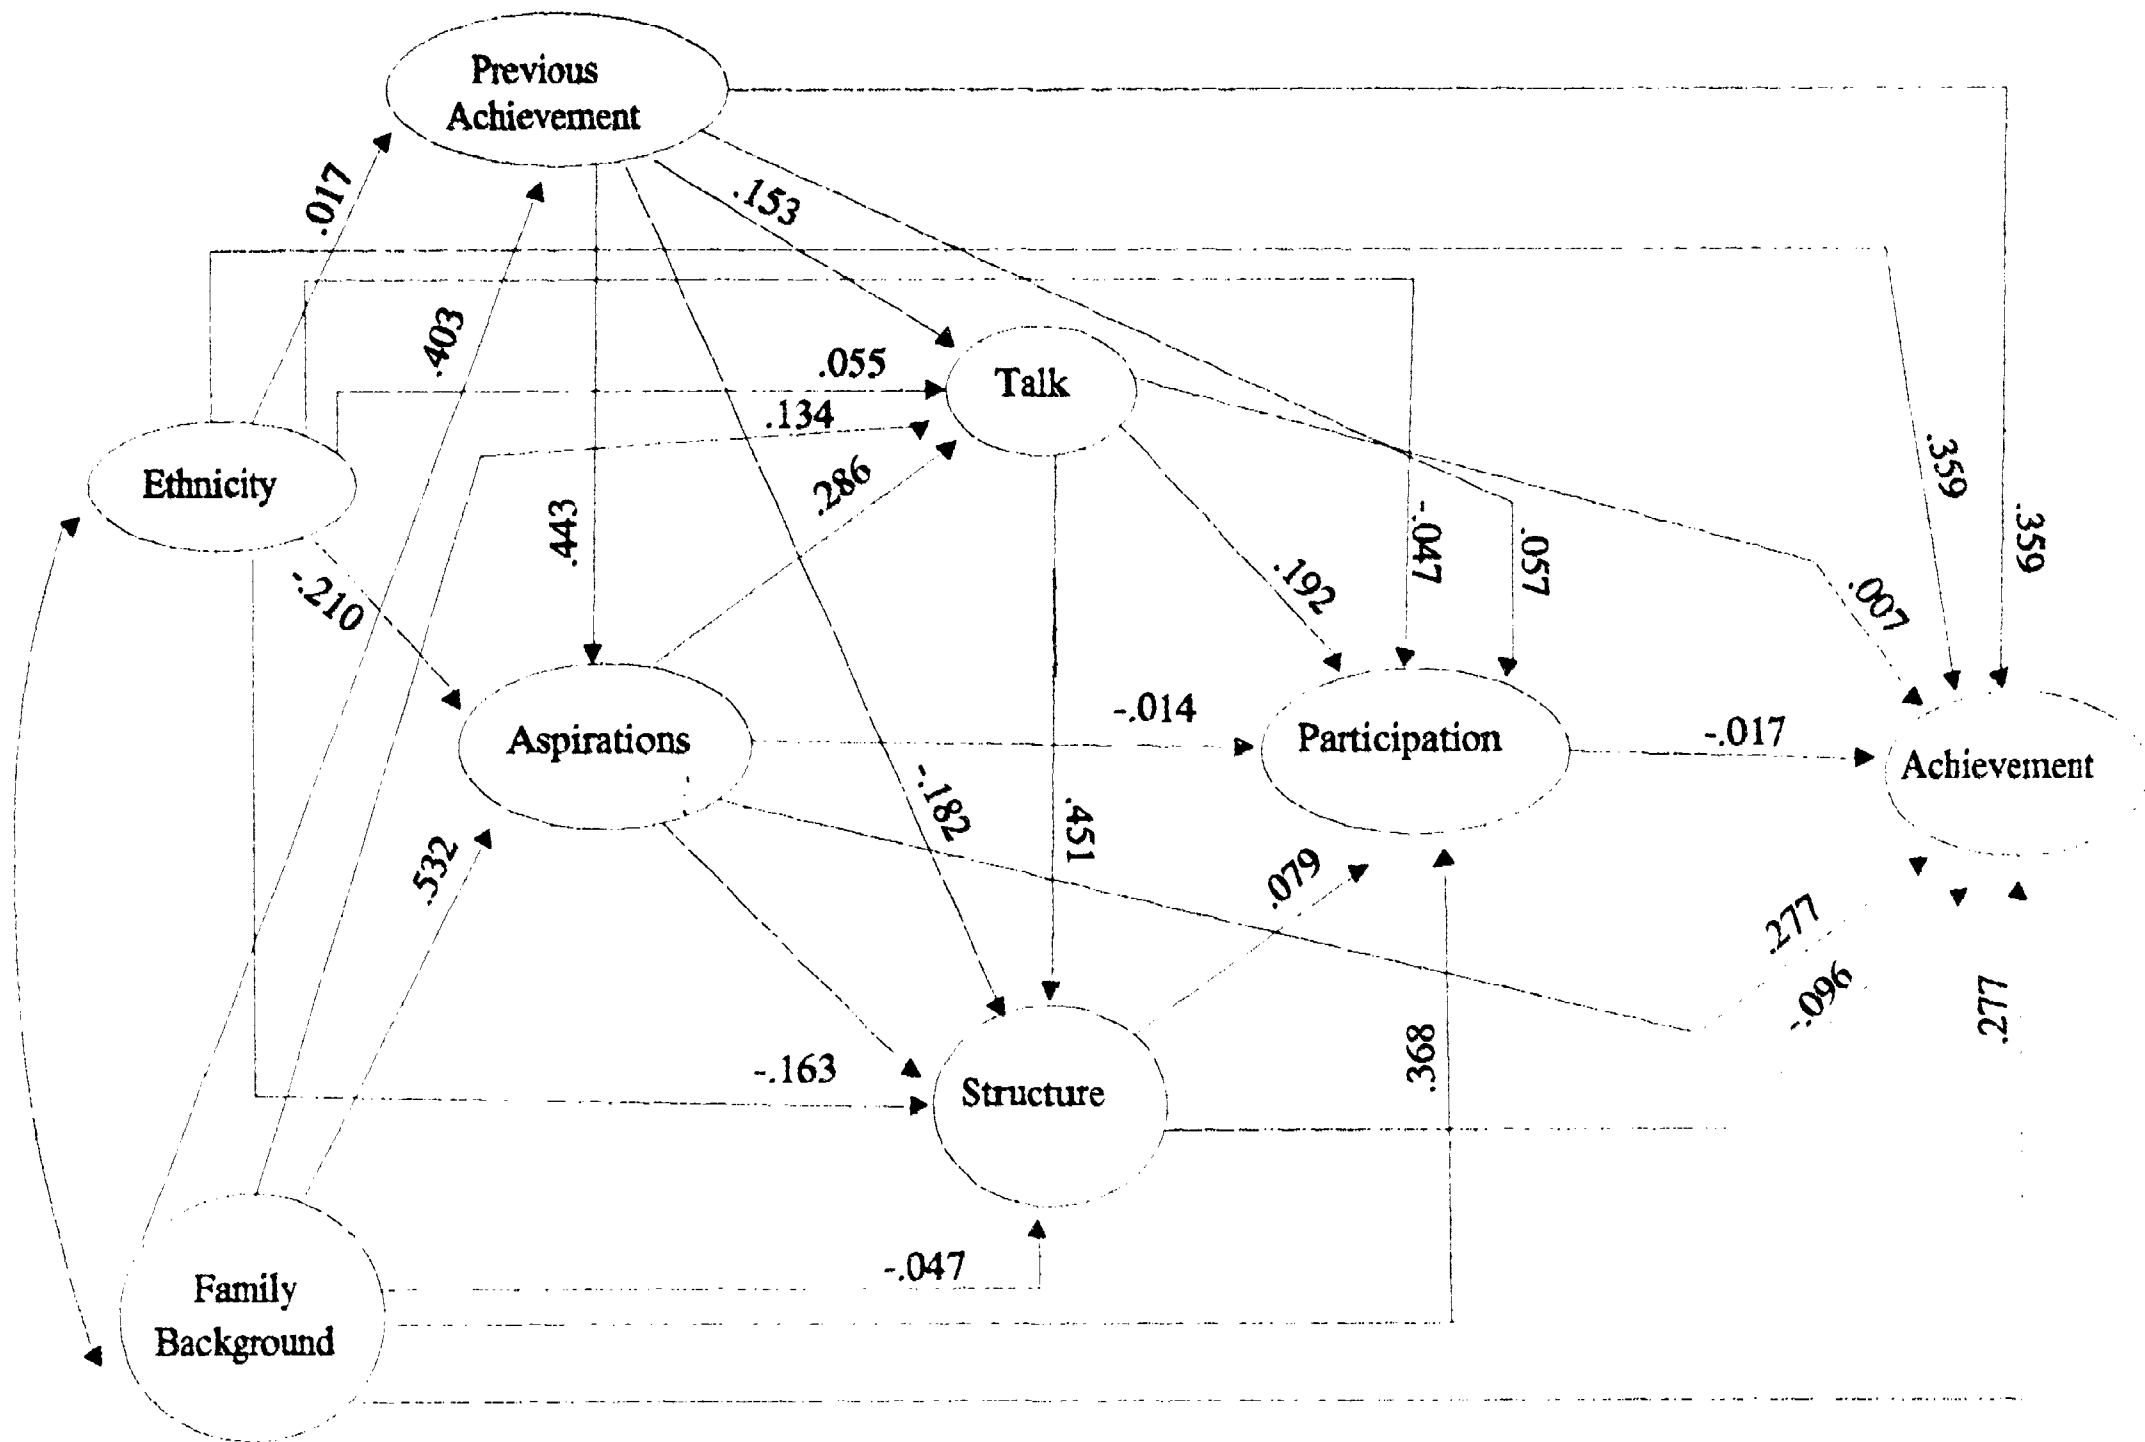 Previous
Achievement
.017
.153
.403
.055
Talk
.134
Ethnicity
.286
.443
.359
.359
-.047
.057
-.210
.192
.007
Aspirations
-.014
Participation
-.017
Achievement
-.182
.451
.532
.079
.277
-.096
.277
.368
-.163
Structure
-.047
Family
Background